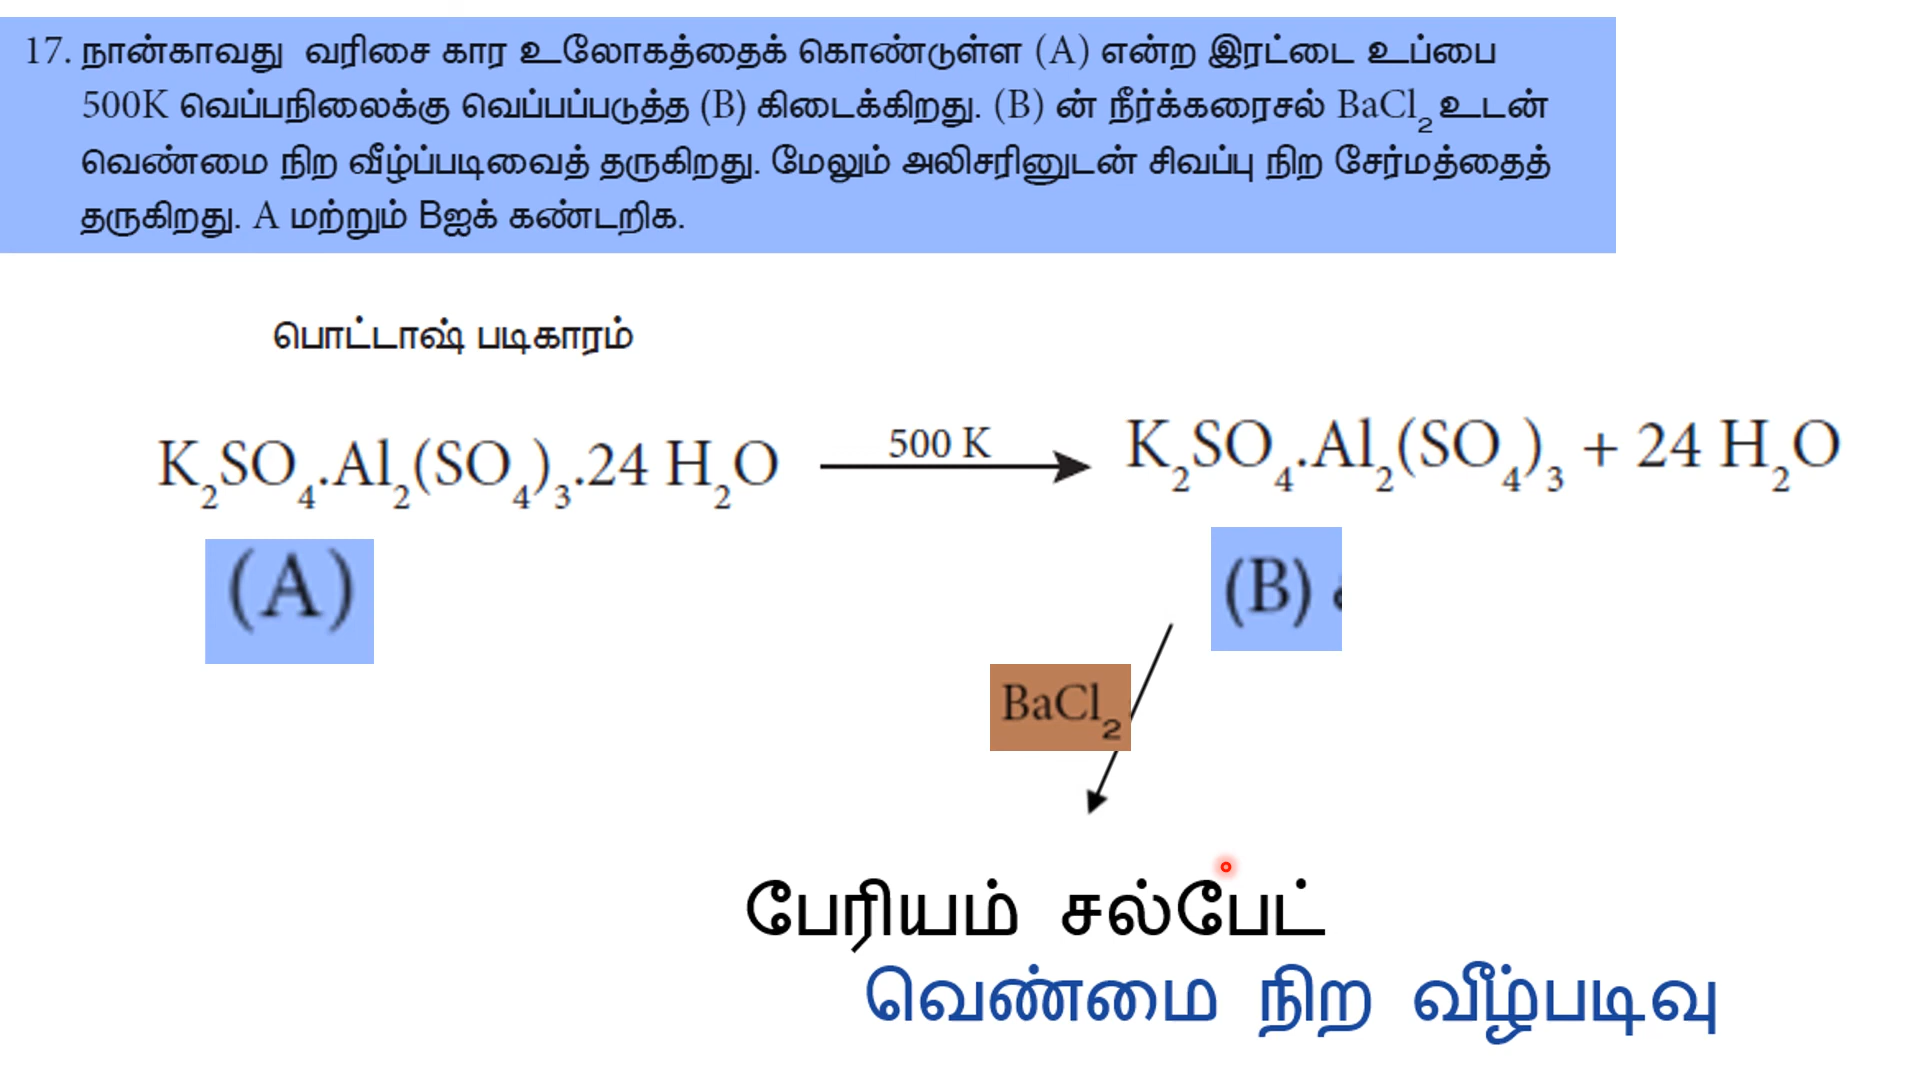 17. நான்காவது வரிசை கார உலோகத்தைக் கொண்டுள்ள (A) என்ற இரட்டை உப்பை
500K வெப்பநிலைக்கு வெப்பப்படுத்த (B) கிடைக்கிறது. (B) ன் நீர்க்கரைசல் BaCl₂ உடன்
வெண்மை நிற வீழ்ப்படிவைத் தருகிறது. மேலும் அலிசரினுடன் சிவப்பு நிற சேர்மத்தைத்
தருகிறது. A மற்றும் Bஐக் கண்டறிக.
பொட்டாஷ் படிகாரம்
K₂SO₄.Al₂(SO₄)₃.24 H₂O 500 K K₂SO₄.Al₂(SO₄)₃ + 24 H₂O
(A) (B)
BaCl₂
பேரியம் சல்பேட்
வெண்மை நிற வீழ்படிவு